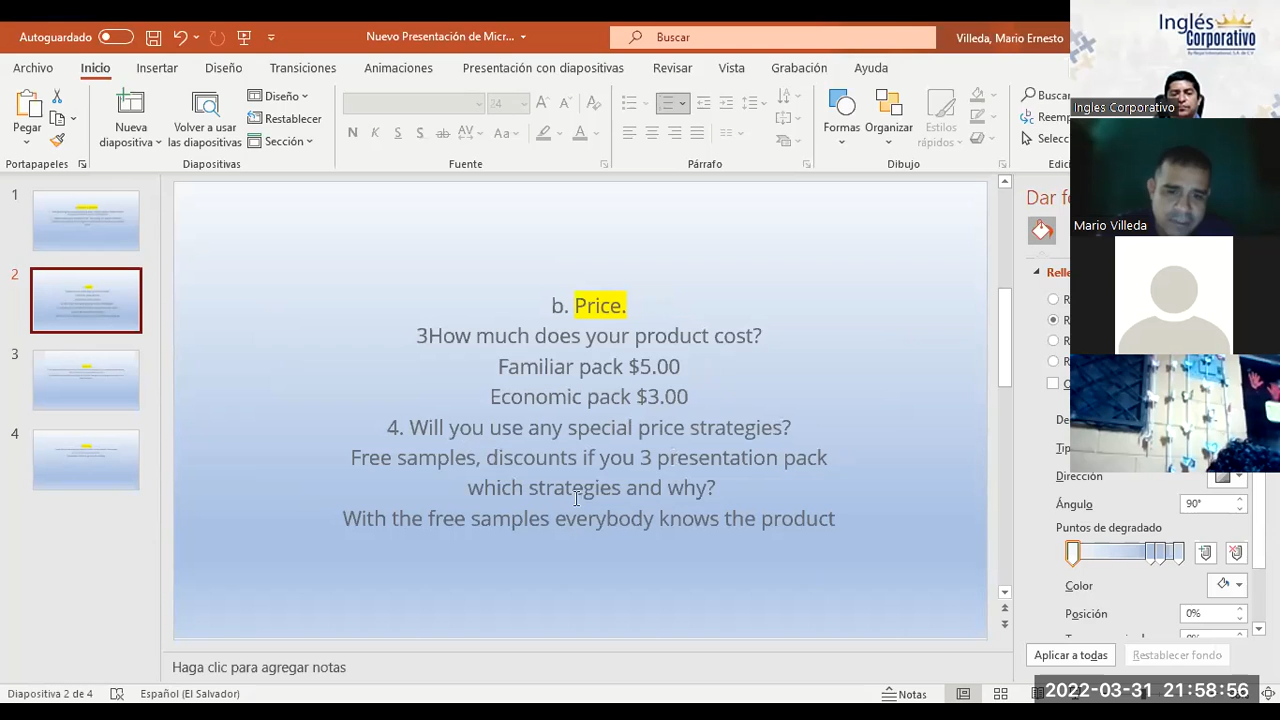 Autoguardado
Nuevo Presentación de Micr...
Buscar
Villeda, Mario Ernesto
Inglés
Corporativo
Archivo
Inicio
Insertar
Diseño
Transiciones
Animaciones
Presentación con diapositivas
Revisar
Vista
Grabación
Ayuda
Pegar
Nueva
diapositiva
Volver a usar
las diapositivas
Diseño
Restablecer
Sección
24
Formas
Organizar
Estilos
rápidos
Buscar
Reemp
Selecc
Portapapeles
Diapositivas
Fuente
Párrafo
Dibujo
Edici
Ingles Corporativo
Mario Villeda
1
2
3
4
b. Price.
3How much does your product cost?
Familiar pack $5.00
Economic pack $3.00
4. Will you use any special price strategies?
Free samples, discounts if you 3 presentation pack
which strategies and why?
With the free samples everybody knows the product
Dar fo
Relle
Dirección
Ángulo
90°
Puntos de degradado
Color
Posición
0%
Aplicar a todas
Restablecer fondo
Haga clic para agregar notas
Diapositiva 2 de 4
Español (El Salvador)
Notas
2022-03-31 21:58:56